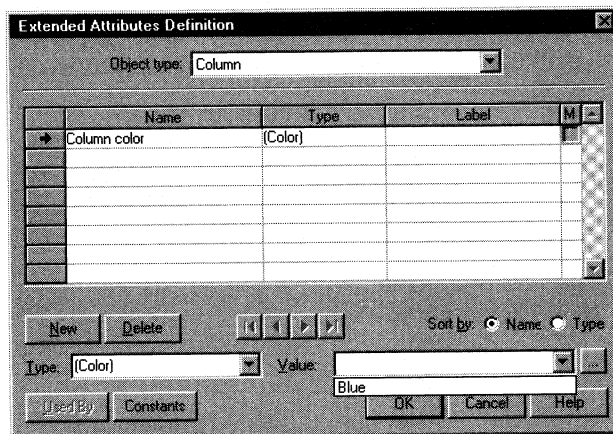 Extended Attributes Definition
Object type: Column
Name Type Label M
Column color (Color)
New Delete Sort by: Name Type
Type: (Color) Value: ...
Blue
Used By Constants OK Cancel Help